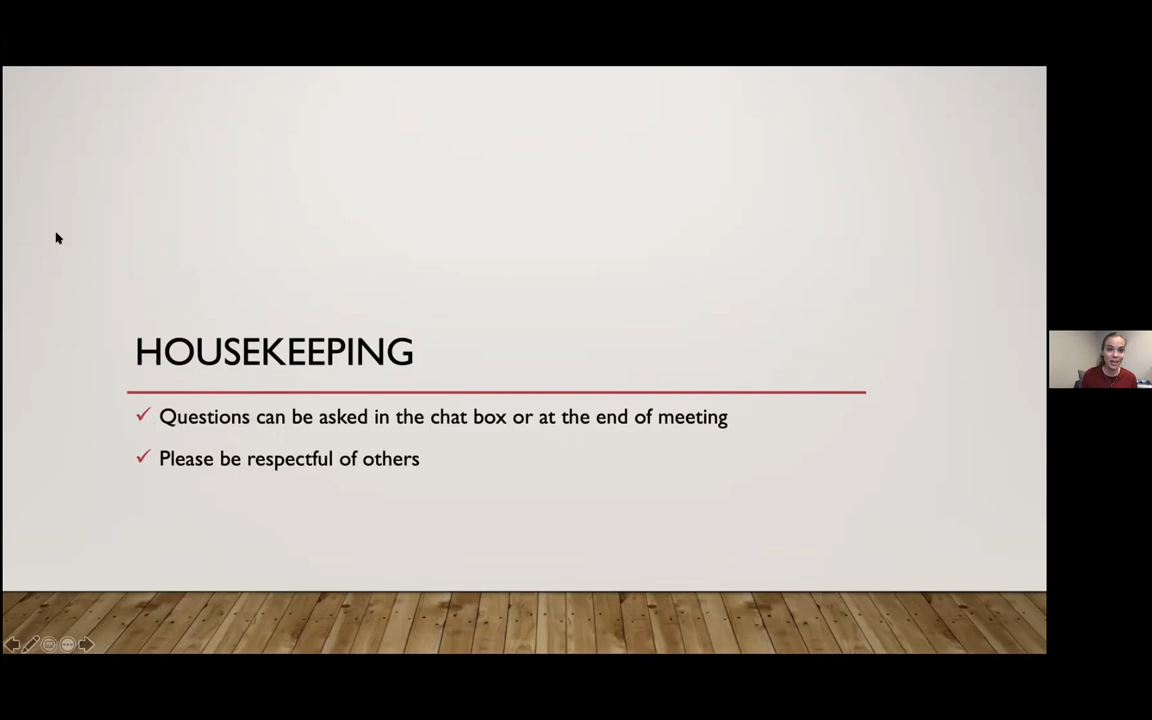 HOUSEKEEPING
Questions can be asked in the chat box or at the end of meeting
Please be respectful of others